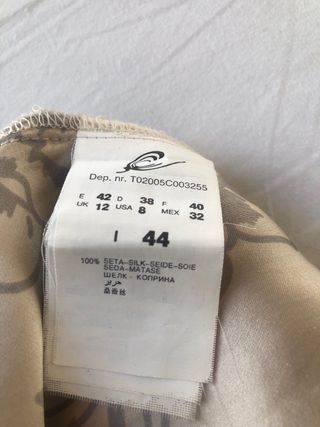 Dep. nr. T02005C003255
E 42 D 38 F 40
UK 12 USA 8 MEX 32
I 44
100% SETA-SILK-SEIDE-SOIE
SEDA-MATASE
ШЕЛК - КОПРИНА
حرير
桑蚕丝